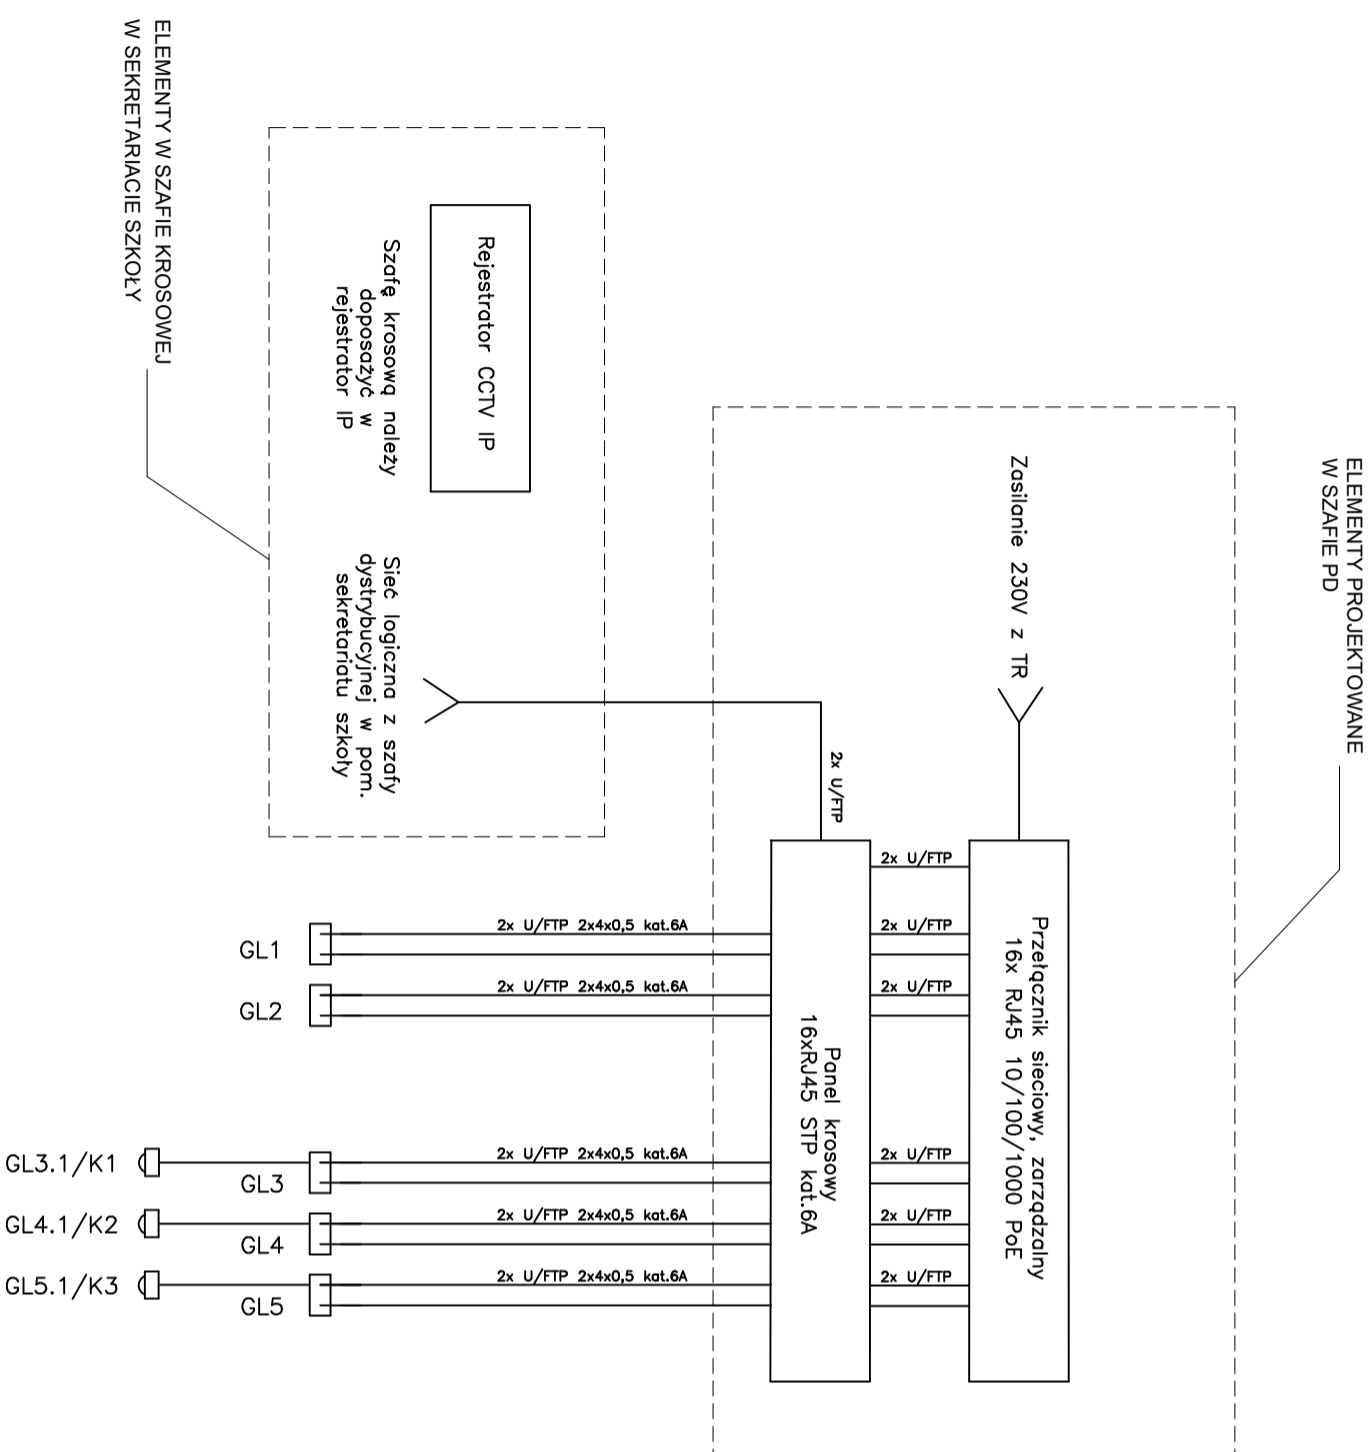 ELEMENTY PROJEKTOWANE
W SZAFIE PD
Zasilanie 230V z TR
Przełącznik sieciowy, zarządzalny
16x RJ45 10/100/1000 PoE
2x U/FTP
2x U/FTP
2x U/FTP
2x U/FTP
2x U/FTP
2x U/FTP
2x U/FTP
Panel krosowy
16xRJ45 STP kat.6A
ELEMENTY W SZAFIE KROSOWEJ
W SEKRETARIACIE SZKOŁY
Rejestrator CCTV IP
Szafę krosową należy
doposażyć w
rejestrator IP
Sieć logiczna z szafy
dystrybucyjnej w pom.
sekretariatu szkoły
2x U/FTP 2x4x0,5 kat.6A
GL1
2x U/FTP 2x4x0,5 kat.6A
GL2
2x U/FTP 2x4x0,5 kat.6A
GL3.1/K1
GL3
2x U/FTP 2x4x0,5 kat.6A
GL4.1/K2
GL4
2x U/FTP 2x4x0,5 kat.6A
GL5.1/K3
GL5